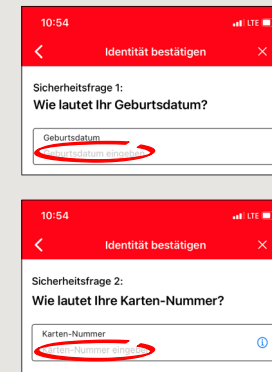 10:54 LTE
Identität bestätigen
Sicherheitsfrage 1:
Wie lautet Ihr Geburtsdatum?
Geburtsdatum
Geburtsdatum eingeben
10:54 LTE
Identität bestätigen
Sicherheitsfrage 2:
Wie lautet Ihre Karten-Nummer?
Karten-Nummer
Karten-Nummer eingeben